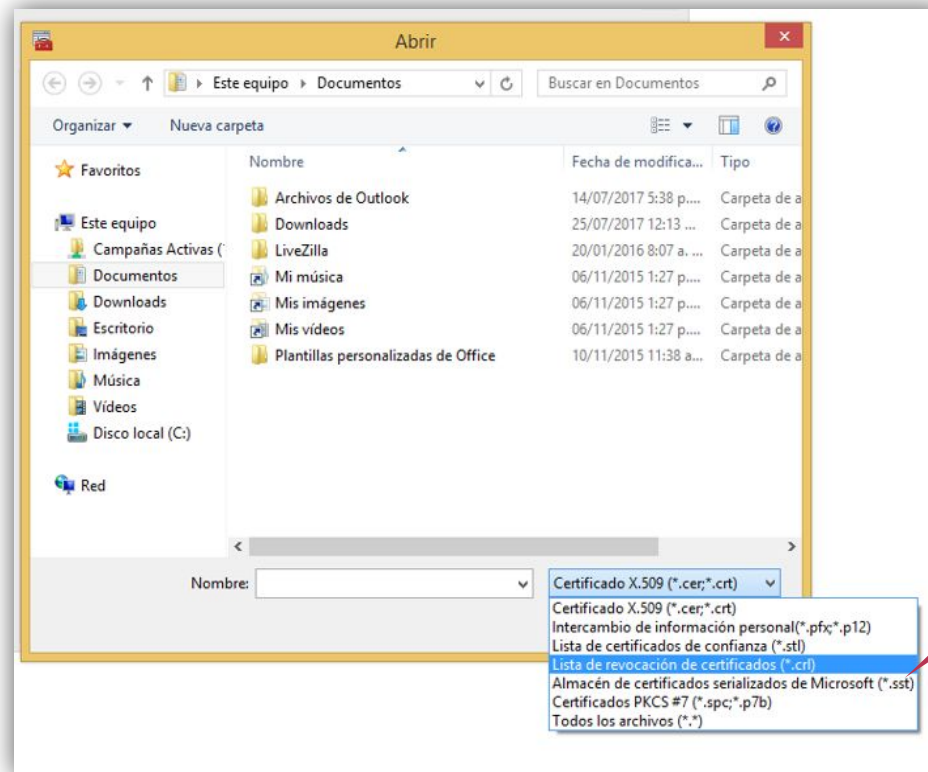 Abrir
Este equipo Documentos
Buscar en Documentos
Organizar Nueva carpeta
Nombre Fecha de modifica... Tipo
Favoritos
Este equipo
Campañas Activas (
Documentos
Downloads
Escritorio
Imágenes
Música
Vídeos
Disco local (C:)
Red
Archivos de Outlook 14/07/2017 5:38 p.... Carpeta de a
Downloads 25/07/2017 12:13 ... Carpeta de a
LiveZilla 20/01/2016 8:07 a. ... Carpeta de a
Mi música 06/11/2015 1:27 p.... Carpeta de a
Mis imágenes 06/11/2015 1:27 p.... Carpeta de a
Mis vídeos 06/11/2015 1:27 p.... Carpeta de a
Plantillas personalizadas de Office 10/11/2015 11:38 a... Carpeta de a
Nombre: Certificado X.509 (*.cer;*.crt)
Certificado X.509 (*.cer;*.crt)
Intercambio de información personal(*.pfx;*.p12)
Lista de certificados de confianza (*.stl)
Lista de revocación de certificados (*.crl)
Almacén de certificados serializados de Microsoft (*.sst)
Certificados PKCS #7 (*.spc;*.p7b)
Todos los archivos (*.*)